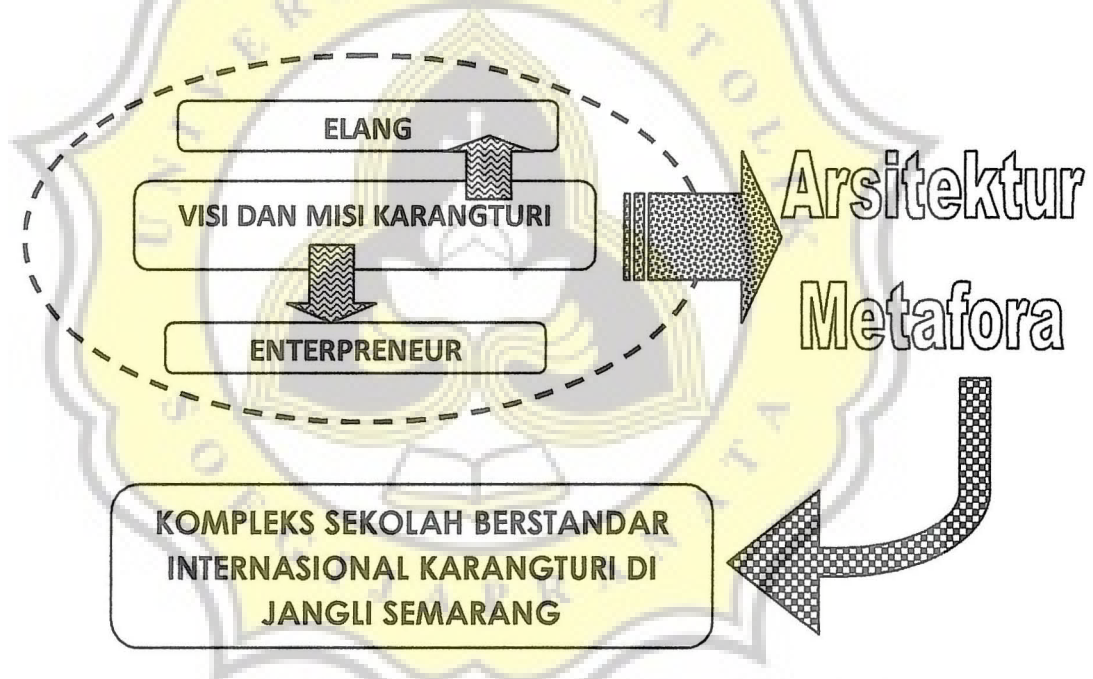 ELANG
VISI DAN MISI KARANGTURI
ENTERPRENEUR
Arsitektur
Metafora
KOMPLEKS SEKOLAH BERSTANDAR
INTERNASIONAL KARANGTURI DI
JANGLI SEMARANG